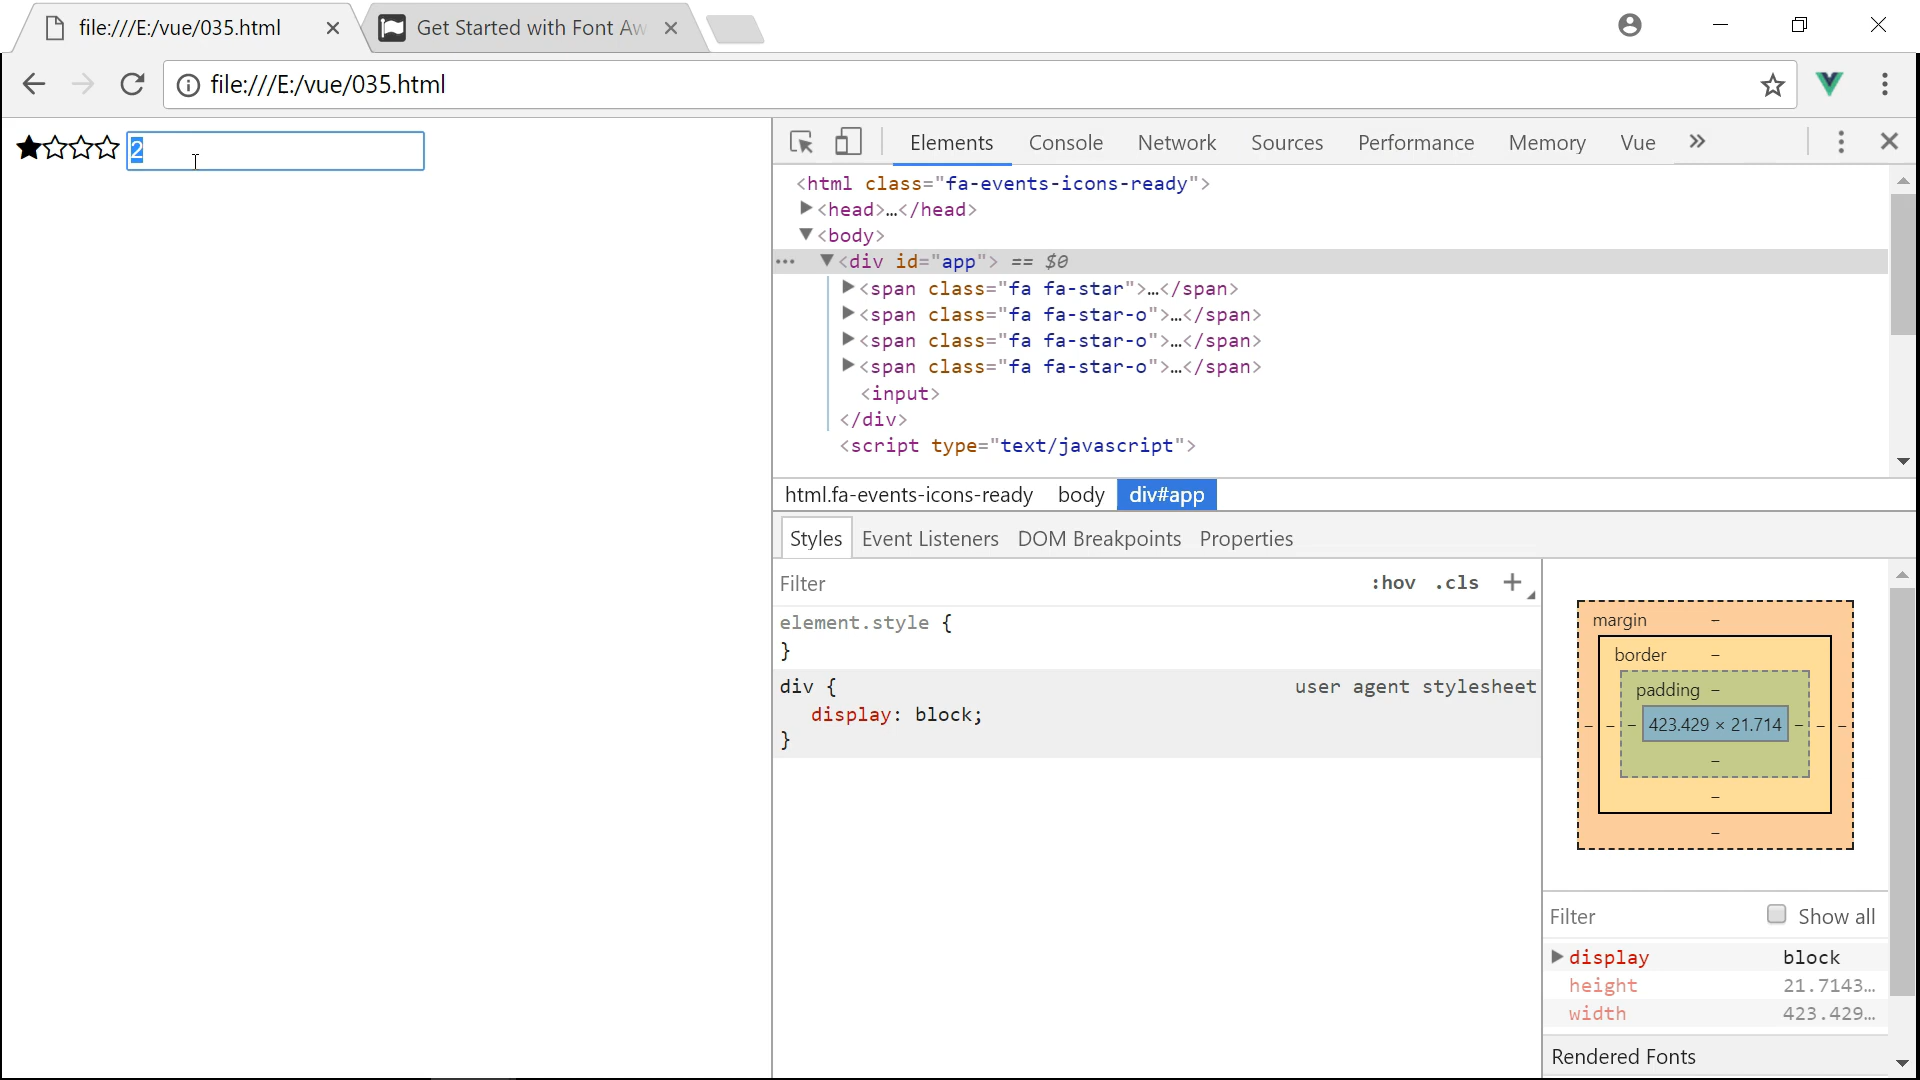 file:///E:/vue/035.html
Get Started with Font Aw
file:///E:/vue/035.html
2
Elements Console Network Sources Performance Memory Vue »
<html class="fa-events-icons-ready">
▶<head>…</head>
▼<body>
… ▼<div id="app"> == $0
▶<span class="fa fa-star">…</span>
▶<span class="fa fa-star-o">…</span>
▶<span class="fa fa-star-o">…</span>
▶<span class="fa fa-star-o">…</span>
<input>
</div>
<script type="text/javascript">
html.fa-events-icons-ready body div#app
Styles Event Listeners DOM Breakpoints Properties
Filter :hov .cls +
element.style {
}
div { user agent stylesheet
display: block;
}
margin –
border –
padding –
– – – 423.429 × 21.714 – – –
–
–
–
Filter Show all
▶ display block
height 21.7143…
width 423.429…
Rendered Fonts